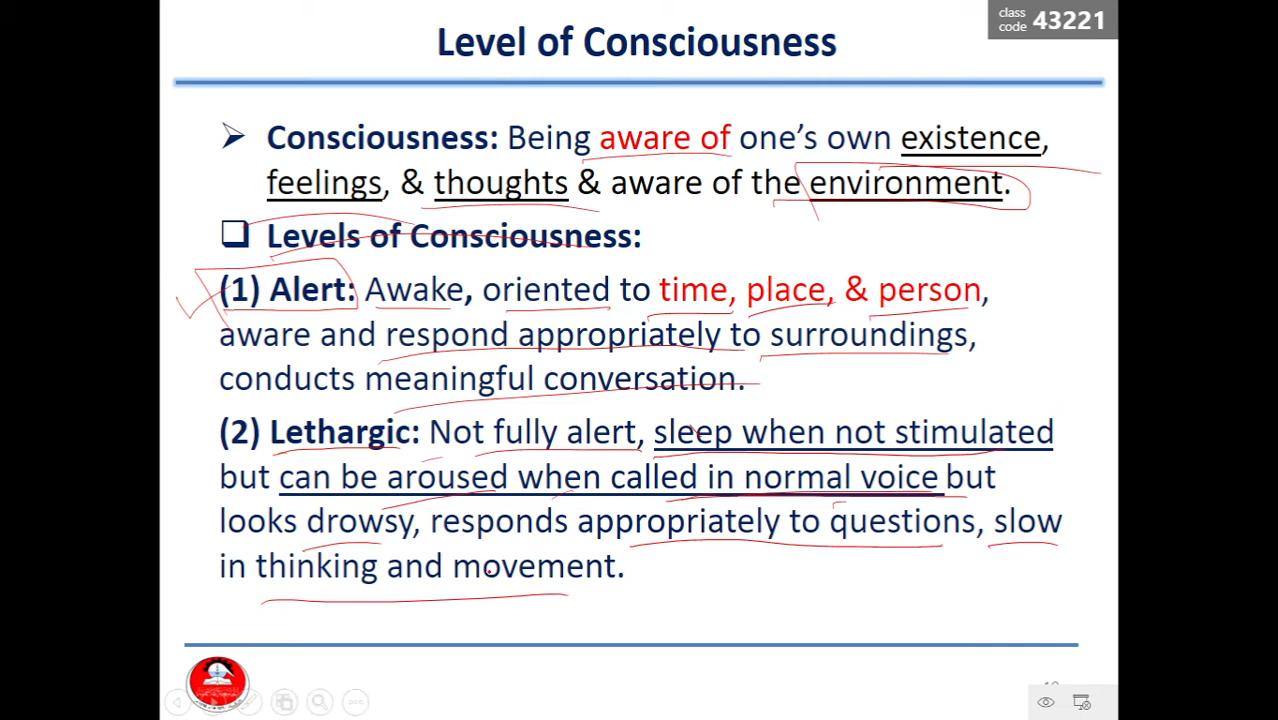 class
code 43221
Level of Consciousness
➤ Consciousness: Being aware of one's own existence,
feelings, & thoughts & aware of the environment.
❑ Levels of Consciousness:
(1) Alert: Awake, oriented to time, place, & person,
aware and respond appropriately to surroundings,
conducts meaningful conversation.
(2) Lethargic: Not fully alert, sleep when not stimulated
but can be aroused when called in normal voice but
looks drowsy, responds appropriately to questions, slow
in thinking and movement.